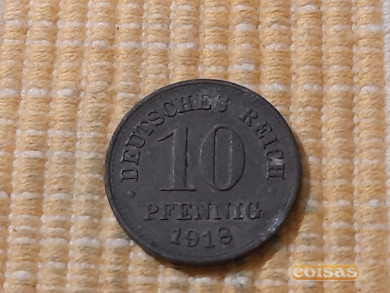 DEUTSCHES REICH
10
PFENNIG
1918
coisas